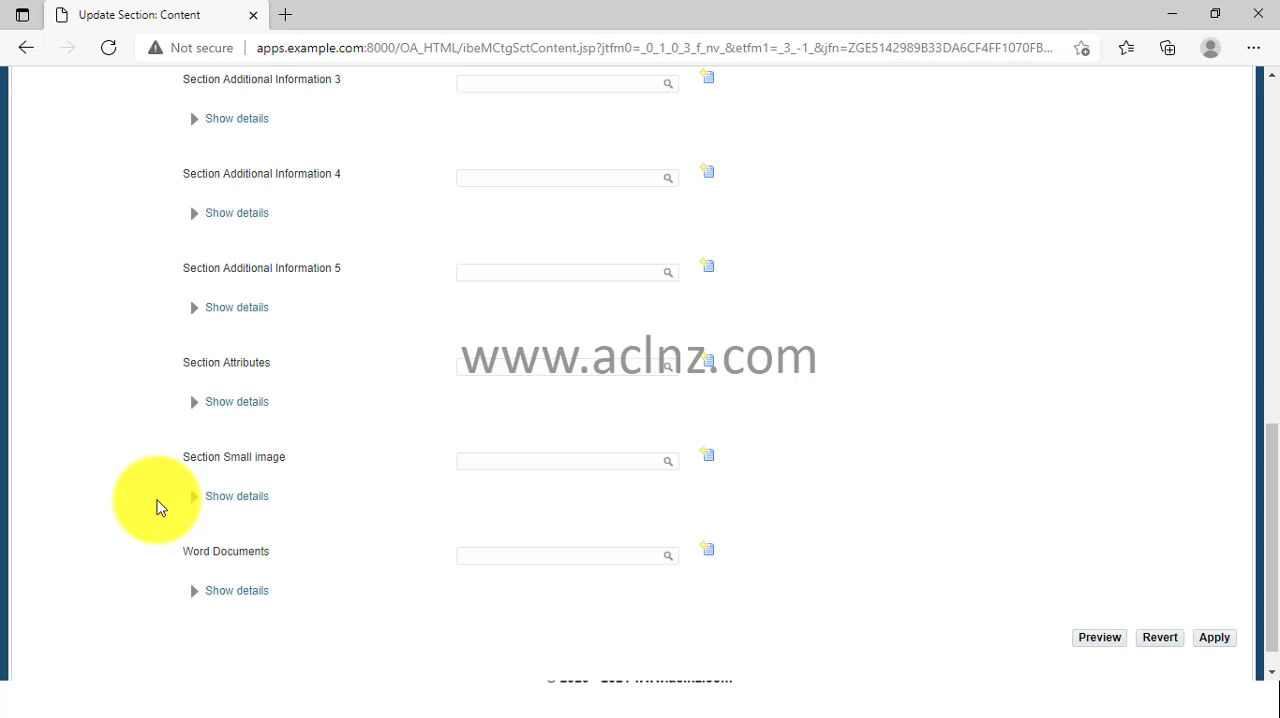 Update Section: Content
Not secure
apps.example.com:8000/OA_HTML/ibeMCtgSctContent.jsp?jtfm0=_0_1_0_3_f_nv_&etfm1=_3_-1_&jfn=ZGE5142989B33DA6CF4FF1070FB...
Section Additional Information 3
Show details
Section Additional Information 4
Show details
Section Additional Information 5
Show details
www.aclnz.com
Section Attributes
Show details
Section Small image
Show details
Word Documents
Show details
Preview Revert Apply